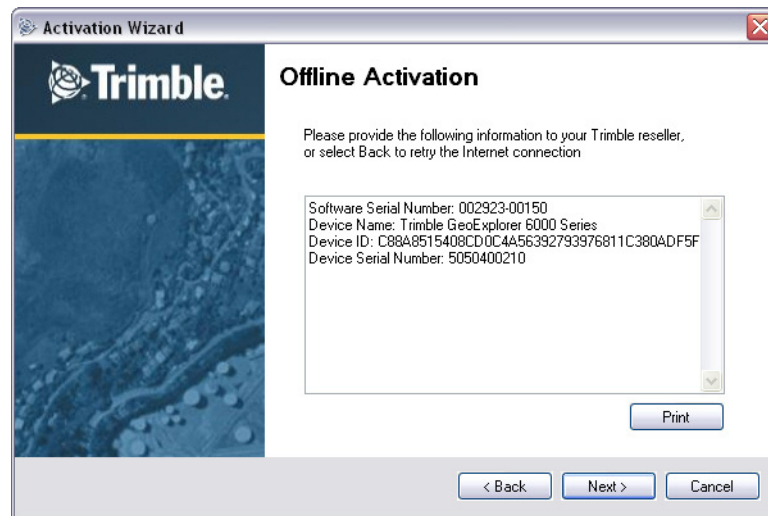 Activation Wizard
Trimble.
Offline Activation
Please provide the following information to your Trimble reseller,
or select Back to retry the Internet connection
Software Serial Number: 002923-00150
Device Name: Trimble GeoExplorer 6000 Series
Device ID: C88A8515408CD0C4A56392793976811C380ADF5F
Device Serial Number: 5050400210
Print
< Back
Next >
Cancel